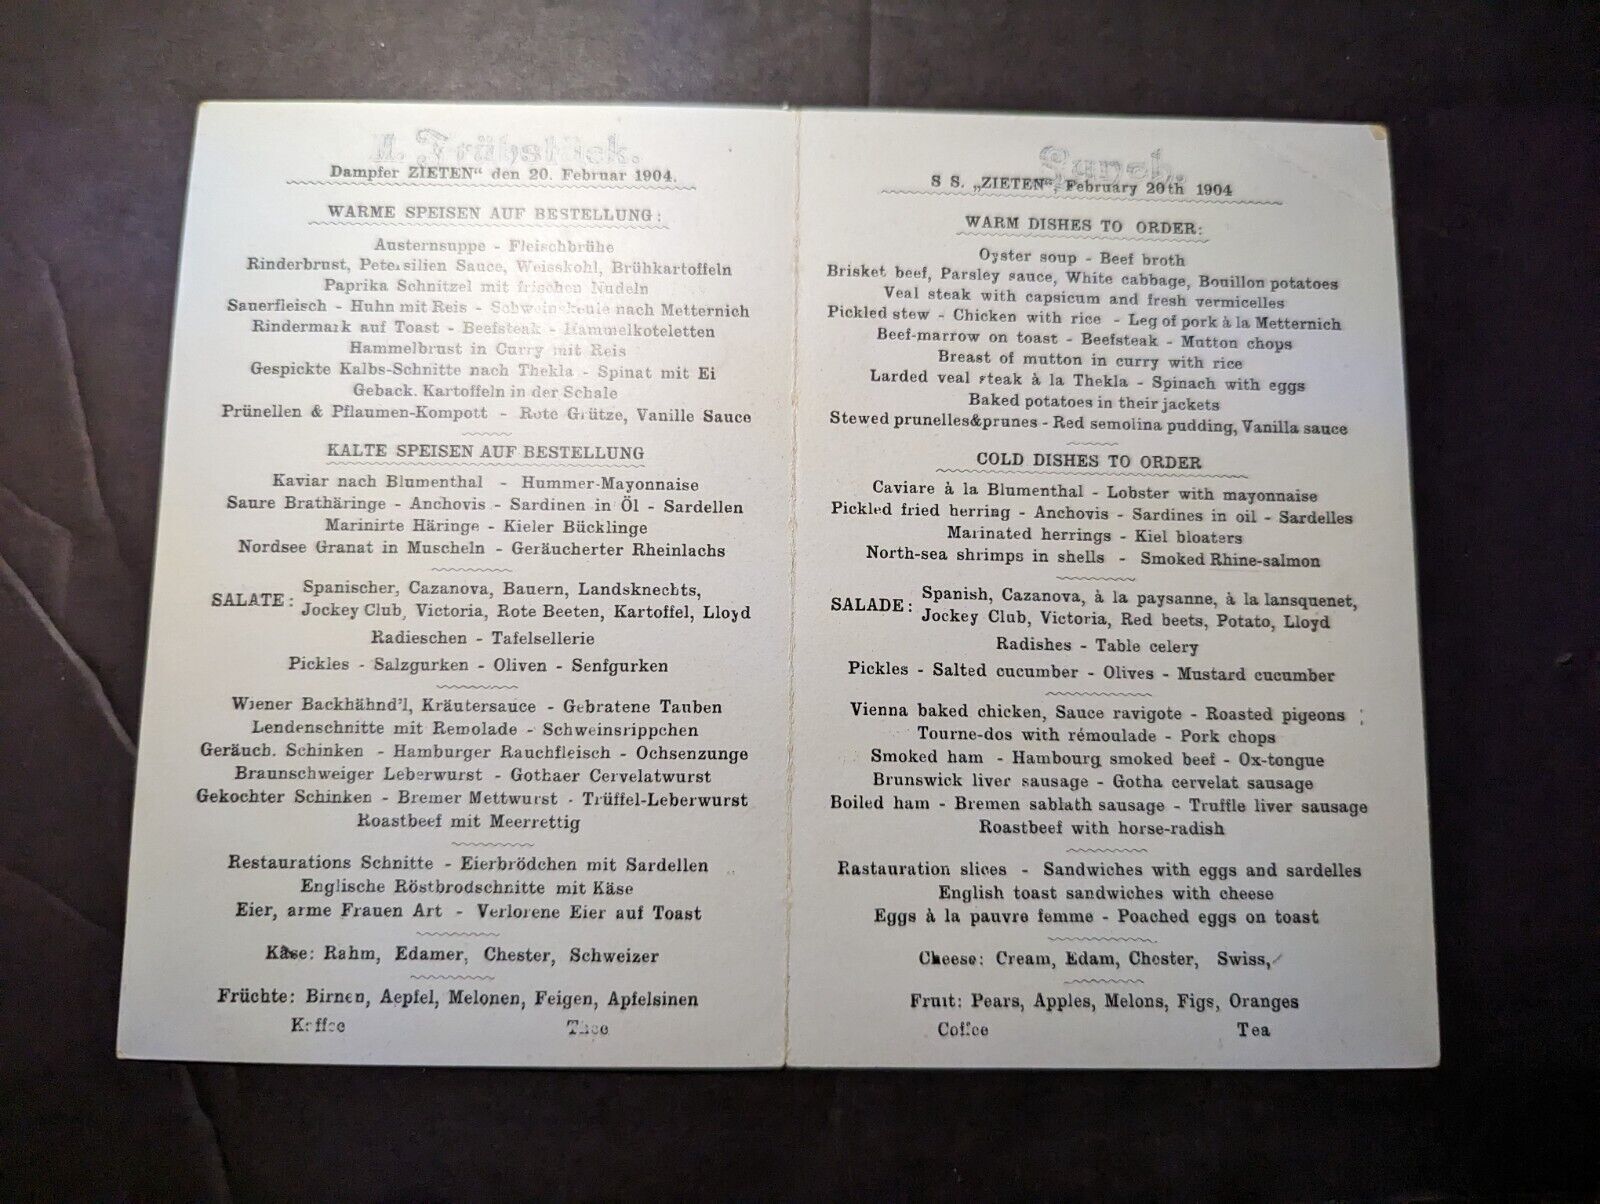 II. Frühstück.
Dampfer ZIETEN“ den 20. Februar 1904.
WARME SPEISEN AUF BESTELLUNG:
Austernsuppe - Fleischbrühe
Rinderbrust, Petersilien Sauce, Weisskohl, Brühkartoffeln
Paprika Schnitzel mit frischen Nudeln
Sauerfleisch - Huhn mit Reis - Schweinskeule nach Metternich
Rindermark auf Toast - Beefsteak - Hammelkoteletten
Hammelbrust in Curry mit Reis
Gespickte Kalbs-Schnitte nach Thekla - Spinat mit Ei
Geback. Kartoffeln in der Schale
Prünellen & Pflaumen-Kompott - Rote Grütze, Vanille Sauce
KALTE SPEISEN AUF BESTELLUNG
Kaviar nach Blumenthal - Hummer-Mayonnaise
Saure Brathäringe - Anchovis - Sardinen in Öl - Sardellen
Marinirte Häringe - Kieler Bücklinge
Nordsee Granat in Muscheln - Geräucherter Rheinlachs
SALATE: Spanischer, Cazanova, Bauern, Landsknechts,
Jockey Club, Victoria, Rote Beeten, Kartoffel, Lloyd
Radieschen - Tafelsellerie
Pickles - Salzgurken - Oliven - Senfgurken
Wiener Backhähnd'l, Kräutersauce - Gebratene Tauben
Lendenschnitte mit Remolade - Schweinsrippchen
Geräuch. Schinken - Hamburger Rauchfleisch - Ochsenzunge
Braunschweiger Leberwurst - Gothaer Cervelatwurst
Gekochter Schinken - Bremer Mettwurst - Trüffel-Leberwurst
Roastbeef mit Meerrettig
Restaurations Schnitte - Eierbrödchen mit Sardellen
Englische Röstbrodschnitte mit Käse
Eier, arme Frauen Art - Verlorene Eier auf Toast
Käse: Rahm, Edamer, Chester, Schweizer
Früchte: Birnen, Aepfel, Melonen, Feigen, Apfelsinen
Kaffee Thee
Lunch.
S S. „ZIETEN“, February 20th 1904
WARM DISHES TO ORDER:
Oyster soup - Beef broth
Brisket beef, Parsley sauce, White cabbage, Bouillon potatoes
Veal steak with capsicum and fresh vermicelles
Pickled stew - Chicken with rice - Leg of pork à la Metternich
Beef-marrow on toast - Beefsteak - Mutton chops
Breast of mutton in curry with rice
Larded veal steak à la Thekla - Spinach with eggs
Baked potatoes in their jackets
Stewed prunelles&prunes - Red semolina pudding, Vanilla sauce
COLD DISHES TO ORDER
Caviare à la Blumenthal - Lobster with mayonnaise
Pickled fried herring - Anchovis - Sardines in oil - Sardelles
Marinated herrings - Kiel bloaters
North-sea shrimps in shells - Smoked Rhine-salmon
SALADE: Spanish, Cazanova, à la paysanne, à la lansquenet,
Jockey Club, Victoria, Red beets, Potato, Lloyd
Radishes - Table celery
Pickles - Salted cucumber - Olives - Mustard cucumber
Vienna baked chicken, Sauce ravigote - Roasted pigeons
Tourne-dos with rémoulade - Pork chops
Smoked ham - Hambourg smoked beef - Ox-tongue
Brunswick liver sausage - Gotha cervelat sausage
Boiled ham - Bremen sablath sausage - Truffle liver sausage
Roastbeef with horse-radish
Rastauration slices - Sandwiches with eggs and sardelles
English toast sandwiches with cheese
Eggs à la pauvre femme - Poached eggs on toast
Cheese: Cream, Edam, Chester, Swiss,
Fruit: Pears, Apples, Melons, Figs, Oranges
Coffee Tea